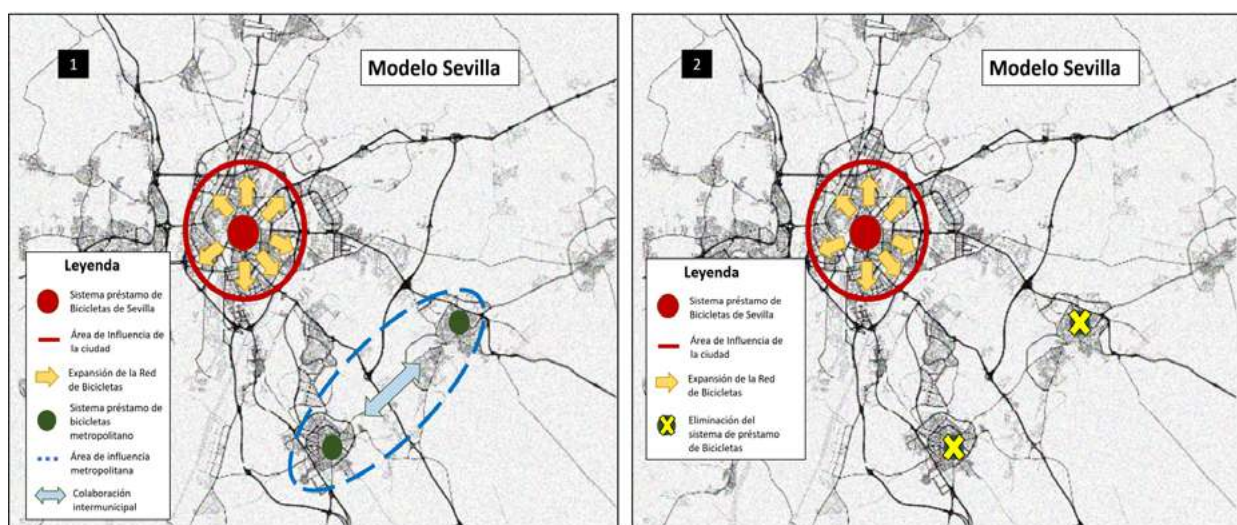 1
Modelo Sevilla
Leyenda
Sistema préstamo de
Bicicletas de Sevilla
Área de Influencia de
la ciudad
Expansión de la Red
de Bicicletas
Sistema préstamo de
bicicletas
metropolitano
Área de influencia
metropolitana
Colaboración
intermunicipal
2
Modelo Sevilla
Leyenda
Sistema préstamo de
Bicicletas de Sevilla
Área de Influencia de
la ciudad
Expansión de la Red
de Bicicletas
Eliminación del
sistema de préstamo
de Bicicletas